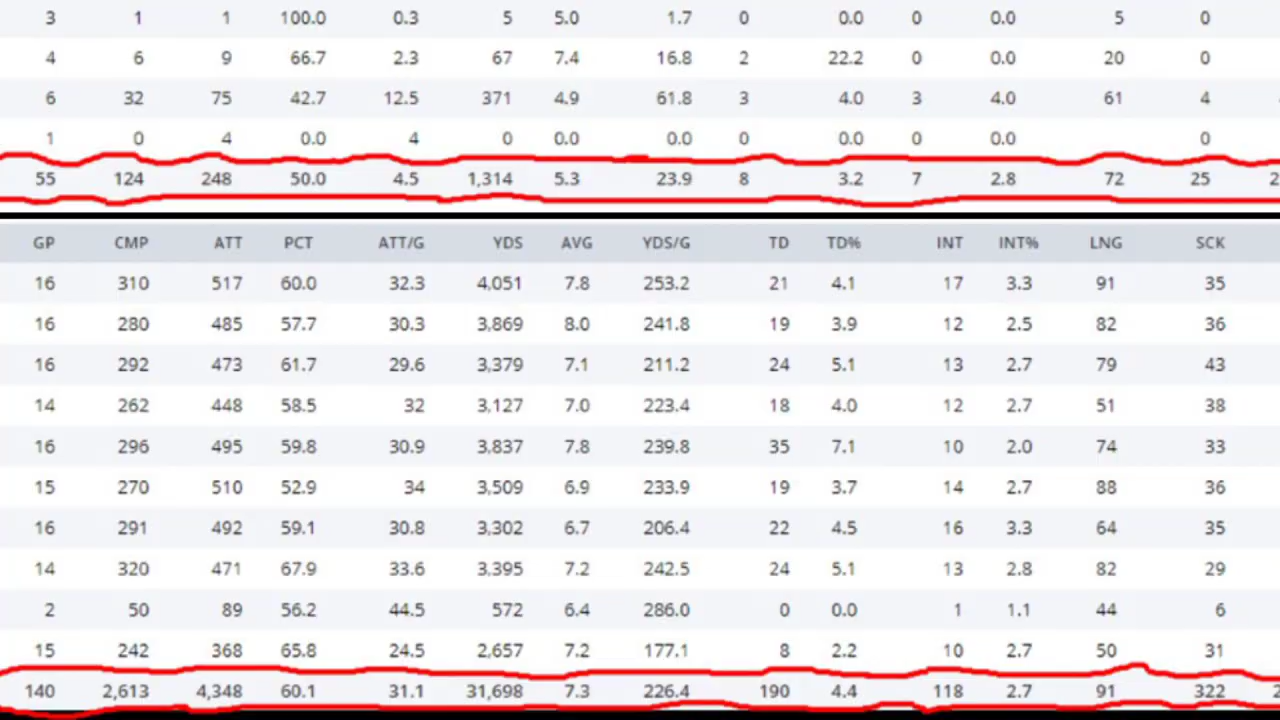 3 1 1 100.0 0.3 5 5.0 1.7 0 0.0 0 0.0 5 0
4 6 9 66.7 2.3 67 7.4 16.8 2 22.2 0 0.0 20 0
6 32 75 42.7 12.5 371 4.9 61.8 3 4.0 3 4.0 61 4
1 0 4 0.0 4 0 0.0 0.0 0 0.0 0 0.0 0
55 124 248 50.0 4.5 1,314 5.3 23.9 8 3.2 7 2.8 72 25 2
GP CMP ATT PCT ATT/G YDS AVG YDS/G TD TD% INT INT% LNG SCK
16 310 517 60.0 32.3 4,051 7.8 253.2 21 4.1 17 3.3 91 35
16 280 485 57.7 30.3 3,869 8.0 241.8 19 3.9 12 2.5 82 36
16 292 473 61.7 29.6 3,379 7.1 211.2 24 5.1 13 2.7 79 43
14 262 448 58.5 32 3,127 7.0 223.4 18 4.0 12 2.7 51 38
16 296 495 59.8 30.9 3,837 7.8 239.8 35 7.1 10 2.0 74 33
15 270 510 52.9 34 3,509 6.9 233.9 19 3.7 14 2.7 88 36
16 291 492 59.1 30.8 3,302 6.7 206.4 22 4.5 16 3.3 64 35
14 320 471 67.9 33.6 3,395 7.2 242.5 24 5.1 13 2.8 82 29
2 50 89 56.2 44.5 572 6.4 286.0 0 0.0 1 1.1 44 6
15 242 368 65.8 24.5 2,657 7.2 177.1 8 2.2 10 2.7 50 31
140 2,613 4,348 60.1 31.1 31,698 7.3 226.4 190 4.4 118 2.7 91 322 2